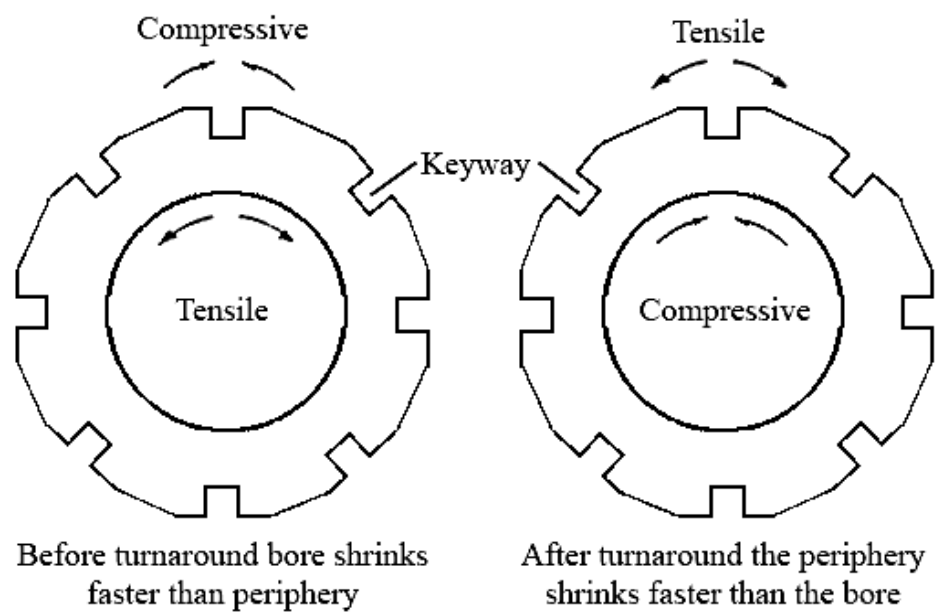 Compressive
Tensile
Keyway
Tensile
Compressive
Before turnaround bore shrinks
faster than periphery
After turnaround the periphery
shrinks faster than the bore